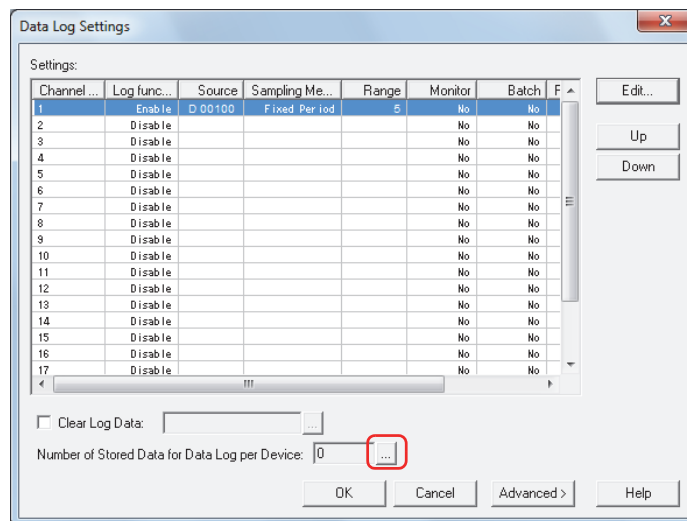 Data Log Settings
Settings:
Channel ... Log func... Source Sampling Me... Range Monitor Batch F
1 Enable D 00100 Fixed Period 5 No No
2 Disable No No
3 Disable No No
4 Disable No No
5 Disable No No
6 Disable No No
7 Disable No No
8 Disable No No
9 Disable No No
10 Disable No No
11 Disable No No
12 Disable No No
13 Disable No No
14 Disable No No
15 Disable No No
16 Disable No No
17 Disable No No
Edit...
Up
Down
Clear Log Data: ...
Number of Stored Data for Data Log per Device: 0 ...
OK Cancel Advanced > Help